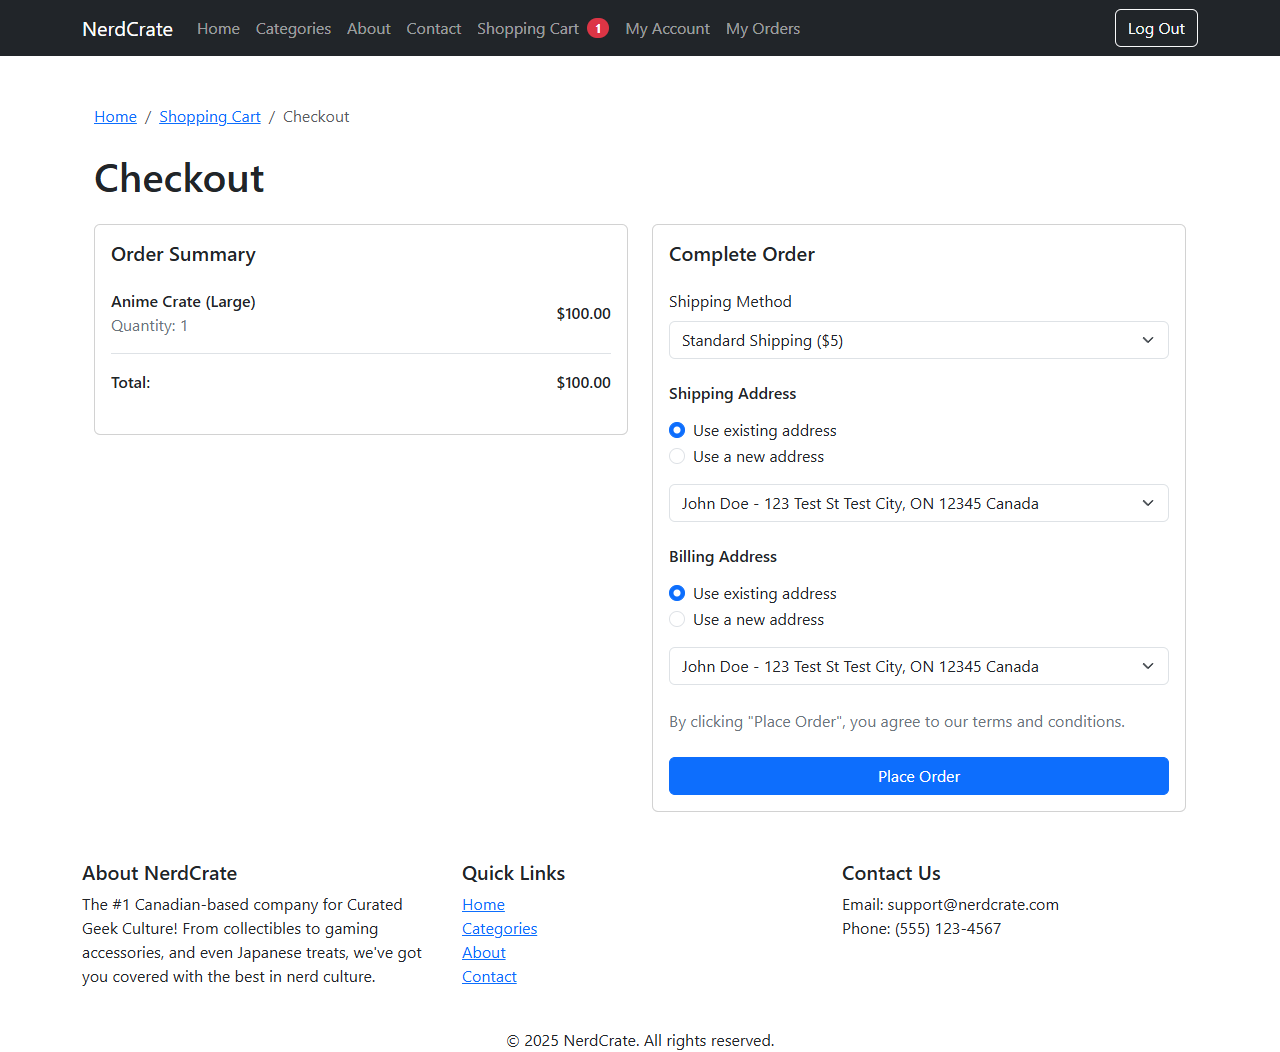 NerdCrate Home Categories About Contact Shopping Cart 1 My Account My Orders Log Out
Home / Shopping Cart / Checkout
Checkout
Order Summary
Anime Crate (Large)
Quantity: 1
$100.00
Total: $100.00
Complete Order
Shipping Method
Standard Shipping ($5)
Shipping Address
Use existing address
Use a new address
John Doe - 123 Test St Test City, ON 12345 Canada
Billing Address
Use existing address
Use a new address
John Doe - 123 Test St Test City, ON 12345 Canada
By clicking "Place Order", you agree to our terms and conditions.
Place Order
About NerdCrate
The #1 Canadian-based company for Curated
Geek Culture! From collectibles to gaming
accessories, and even Japanese treats, we've got
you covered with the best in nerd culture.
Quick Links
Home
Categories
About
Contact
Contact Us
Email: support@nerdcrate.com
Phone: (555) 123-4567
© 2025 NerdCrate. All rights reserved.